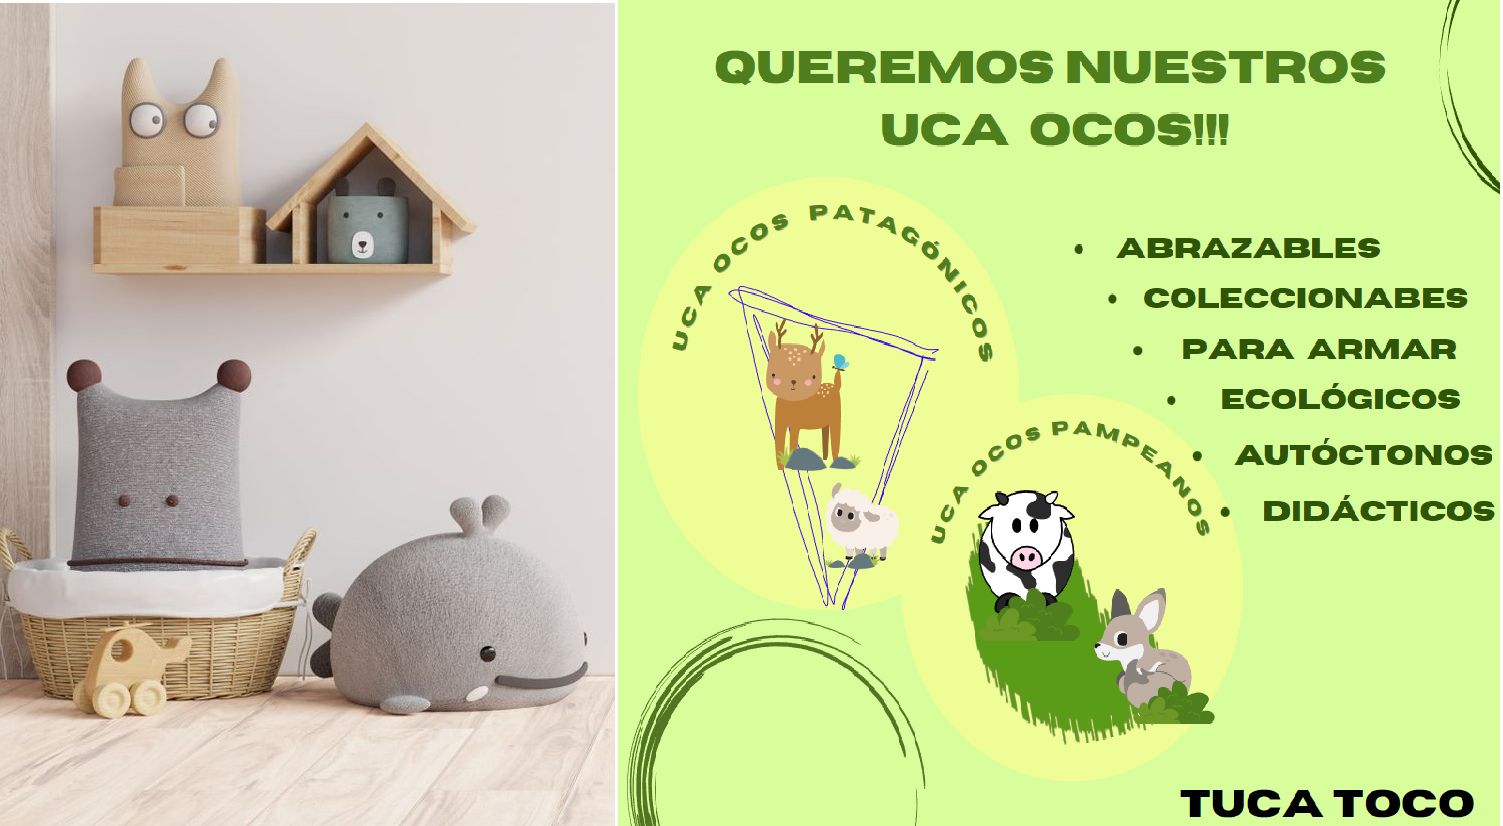 QUEREMOS NUESTROS
UCA OCOS!!!
UCA OCOS PATAGÓNICOS
• ABRAZABLES
• COLECCIONABES
• PARA ARMAR
• ECOLÓGICOS
• AUTÓCTONOS
• DIDÁCTICOS
UCA OCOS PAMPEANOS
TUCA TOCO